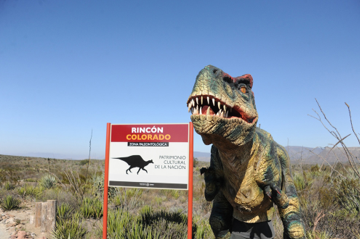 RINCÓN
COLORADO
ZONA PALEONTOLÓGICA
PATRIMONIO
CULTURAL
DE LA NACIÓN